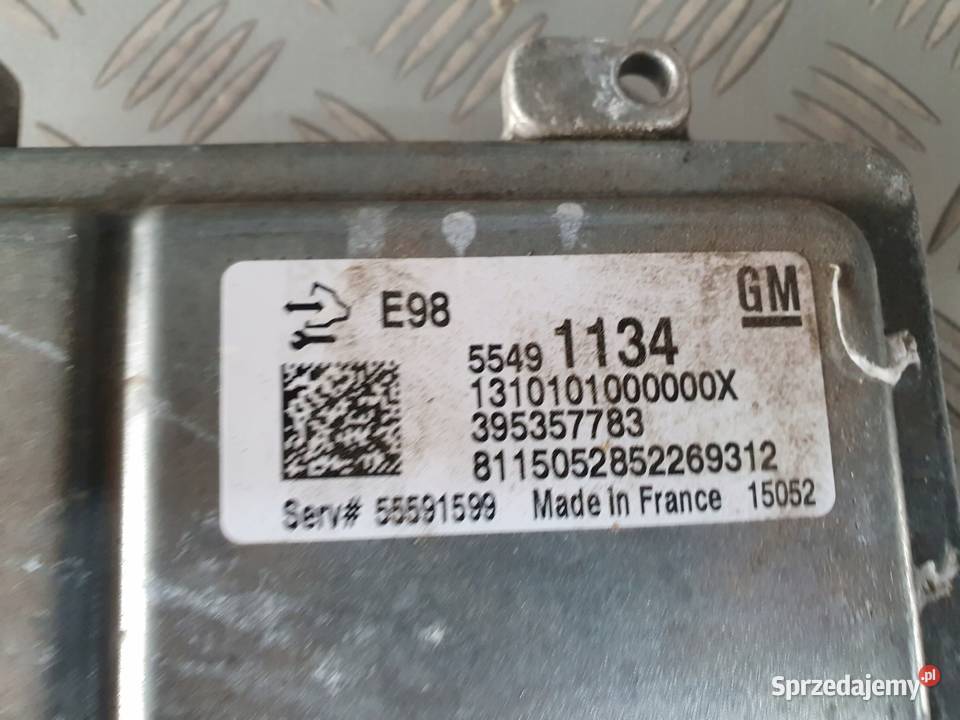 E98
GM
5549 1134
1310101000000X
395357783
8115052852269312
Serv# 55591599 Made in France 15052
Sprzedajemy.pl